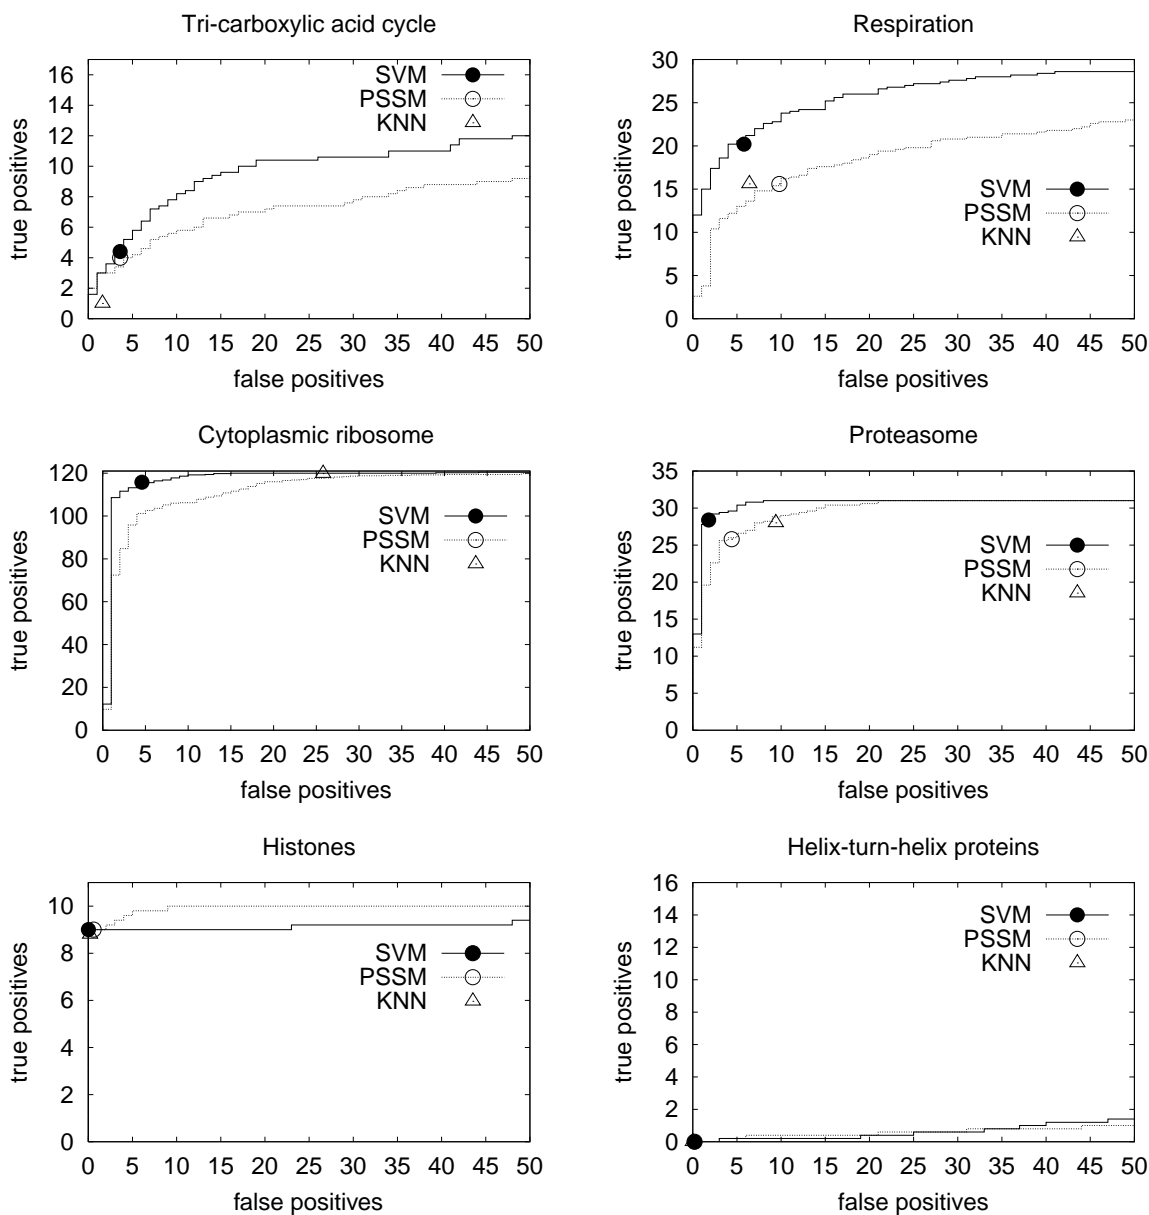 Tri-carboxylic acid cycle
true positives
16
14
12
10
8
6
4
2
0
SVM
PSSM
KNN
0 5 10 15 20 25 30 35 40 45 50
false positives
Respiration
true positives
30
25
20
15
10
5
0
SVM
PSSM
KNN
0 5 10 15 20 25 30 35 40 45 50
false positives
Cytoplasmic ribosome
true positives
120
100
80
60
40
20
0
SVM
PSSM
KNN
0 5 10 15 20 25 30 35 40 45 50
false positives
Proteasome
true positives
35
30
25
20
15
10
5
0
SVM
PSSM
KNN
0 5 10 15 20 25 30 35 40 45 50
false positives
Histones
true positives
10
8
6
4
2
0
SVM
PSSM
KNN
0 5 10 15 20 25 30 35 40 45 50
false positives
Helix-turn-helix proteins
true positives
16
14
12
10
8
6
4
2
0
SVM
PSSM
KNN
0 5 10 15 20 25 30 35 40 45 50
false positives